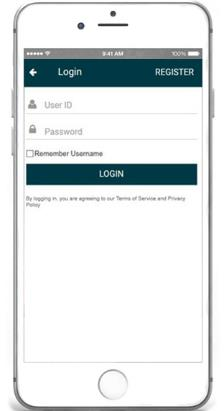 9:41 AM 100%
Login REGISTER
User ID
Password
Remember Username
LOGIN
By logging in, you are agreeing to our Terms of Service and Privacy
Policy